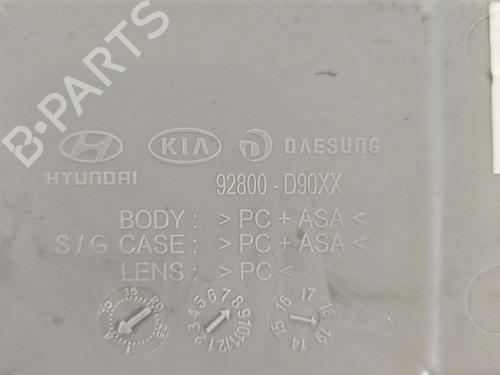 B-PARTS
HYUNDAI KIA DAESUNG
92800 - D90XX
BODY : > PC + ASA <
S / G CASE : > PC + ASA <
LENS : > PC <